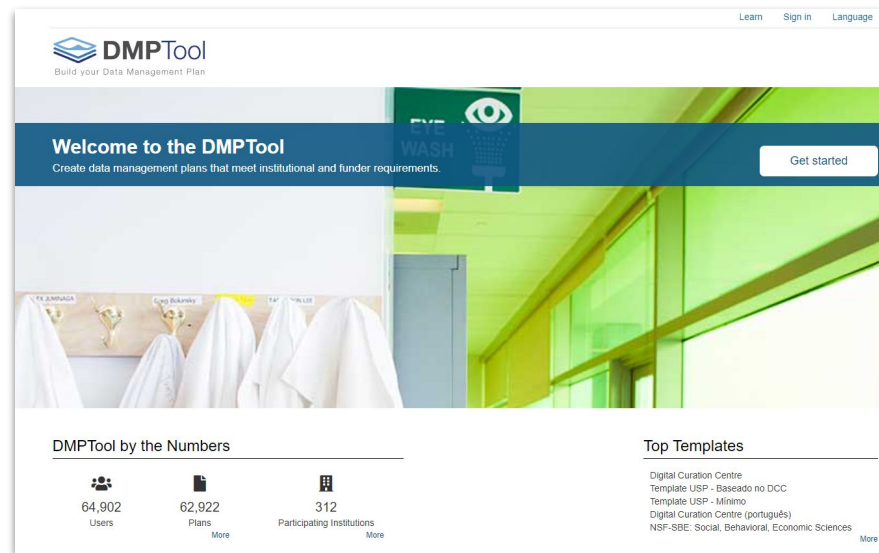 Learn Sign in Language
DMPTool
Build your Data Management Plan
EYE
WASH
Welcome to the DMPTool
Create data management plans that meet institutional and funder requirements.
Get started
DMPTool by the Numbers
64,902
Users
62,922
Plans
More
312
Participating Institutions
More
Top Templates
Digital Curation Centre
Template USP - Baseado no DCC
Template USP - Mínimo
Digital Curation Centre (português)
NSF-SBE: Social, Behavioral, Economic Sciences
More